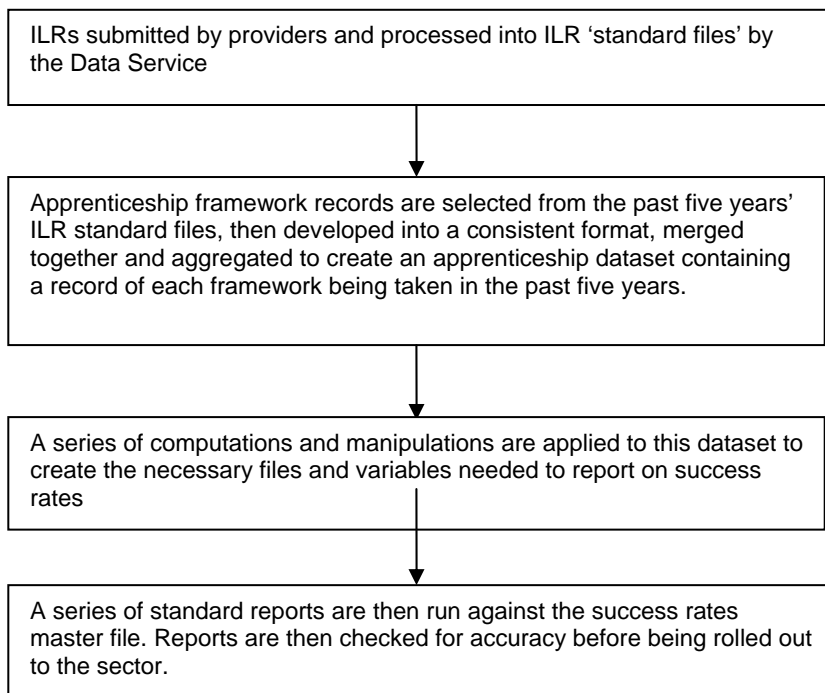 ILRs submitted by providers and processed into ILR ‘standard files’ by
the Data Service
Apprenticeship framework records are selected from the past five years’
ILR standard files, then developed into a consistent format, merged
together and aggregated to create an apprenticeship dataset containing
a record of each framework being taken in the past five years.
A series of computations and manipulations are applied to this dataset to
create the necessary files and variables needed to report on success
rates
A series of standard reports are then run against the success rates
master file. Reports are then checked for accuracy before being rolled out
to the sector.